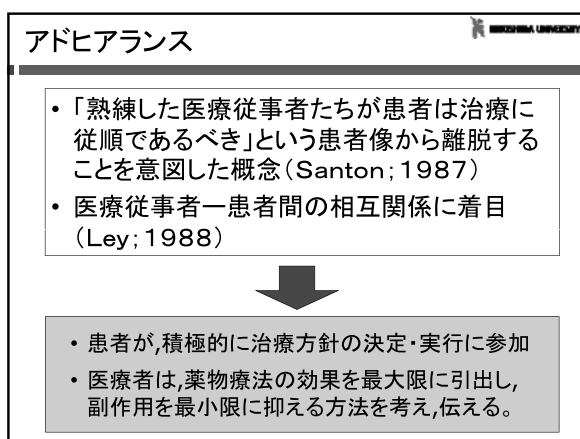 アドヒアランス
HIROSHIMA UNIVERSITY
• 「熟練した医療従事者たちが患者は治療に
従順であるべき」という患者像から離脱する
ことを意図した概念(Santon;1987)
• 医療従事者ー患者間の相互関係に着目
(Ley;1988)
• 患者が,積極的に治療方針の決定・実行に参加
• 医療者は,薬物療法の効果を最大限に引出し,
副作用を最小限に抑える方法を考え,伝える。